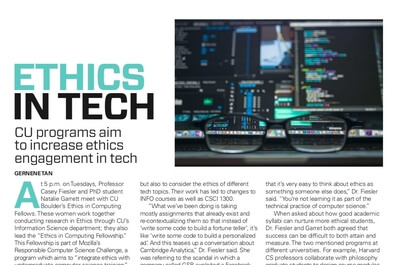 ETHICS
IN TECH
CU programs aim
to increase ethics
engagement in tech
GERNENETAN
At 5 p.m. on Tuesdays, Professor
Casey Fiesler and PhD student
Natalie Garrett meet with CU
Boulder's Ethics in Computing
Fellows. These women work together
conducting research in Ethics through CU's
Information Science department; they also
lead the "Ethics in Computing Fellowship."
This Fellowship is part of Mozilla's
Responsible Computer Science Challenge, a
program which aims to "integrate ethics with
undergraduate computer science training"
but also to consider the ethics of different
tech topics. Their work has led to changes to
INFO courses as well as CSCI 1300.
"What we've been doing is taking
mostly assignments that already exist and
re-contextualizing them so that instead of
'write some code to build a fortune teller', it's
like 'write some code to build a personalized
ad.' And this teases up a conversation about
'Cambridge Analytica,'" Dr. Fiesler said. She
was referring to the scandal in which a
that it's very easy to think about ethics as
something someone else does," Dr. Fiesler
said. "You're not learning it as part of the
technical practice of computer science."
When asked about how good academic
syllabi can nurture more ethical students,
Dr. Fiesler and Garret both agreed that
success can be difficult to both attain and
measure. The two mentioned programs at
different universities. For example, Harvard
CS professors collaborate with philosophy